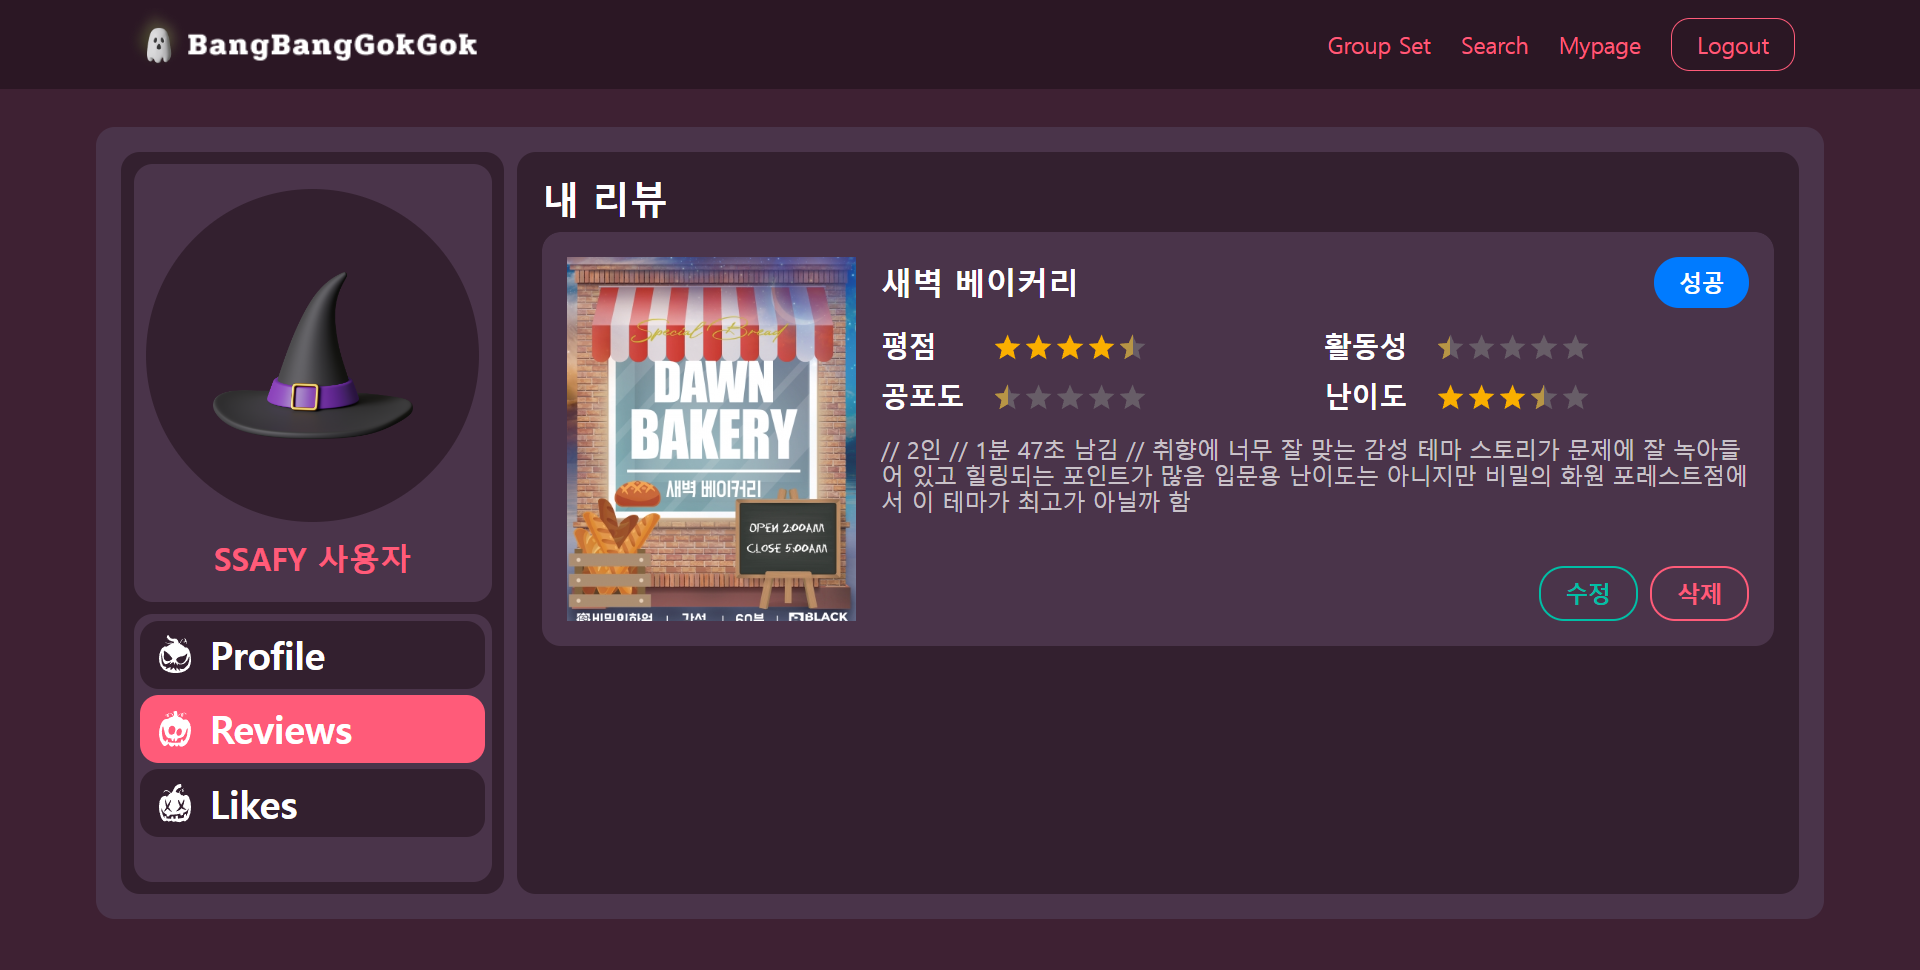 BangBangGokGok
Group Set Search Mypage Logout
SSAFY 사용자
Profile
Reviews
Likes
내 리뷰
Special Bread
DAWN
BAKERY
새벽 베이커리
OPEN 2:00AM
CLOSE 5:00AM
비밀의화원 | 감성 | 60분 | BLACK
새벽 베이커리
성공
평점
활동성
공포도
난이도
// 2인 // 1분 47초 남김 // 취향에 너무 잘 맞는 감성 테마 스토리가 문제에 잘 녹아들
어 있고 힐링되는 포인트가 많음 입문용 난이도는 아니지만 비밀의 화원 포레스트점에
서 이 테마가 최고가 아닐까 함
수정 삭제